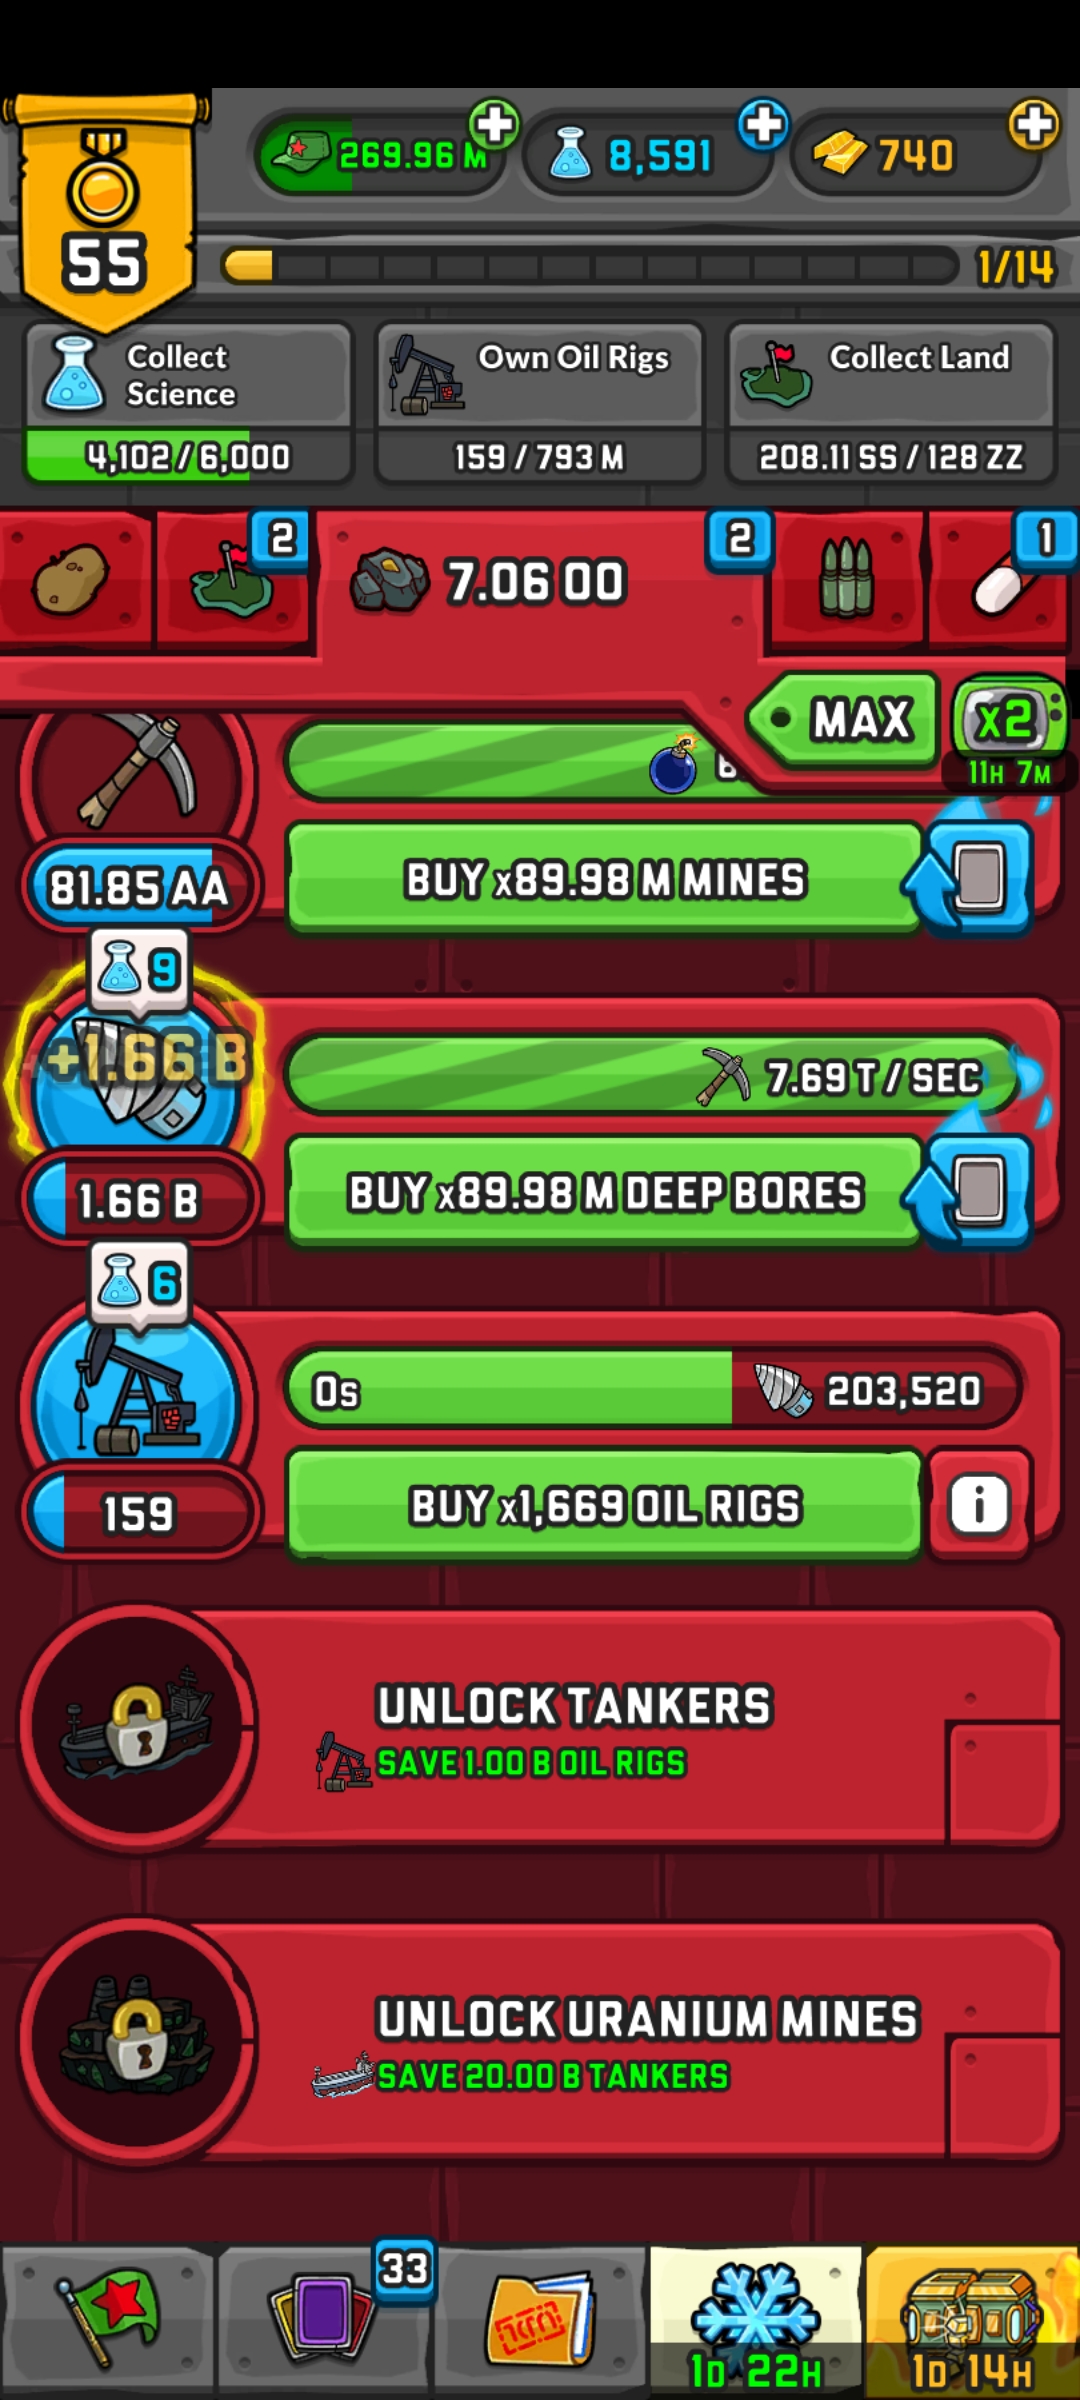 55
269.96 M
8,591
740
1/14
Collect
Science
4,102 / 6,000
Own Oil Rigs
159 / 793 M
Collect Land
208.11 SS / 128 ZZ
2
7.06 OO
2
1
MAX
x2
11H 7M
81.85 AA
BUY x89.98 M MINES
9
+1.66 B
7.69 T / SEC
1.66 B
BUY x89.98 M DEEP BORES
6
0s
203,520
159
BUY x1,669 OIL RIGS
i
UNLOCK TANKERS
SAVE 1.00 B OIL RIGS
UNLOCK URANIUM MINES
SAVE 20.00 B TANKERS
33
1D 22H
1D 14H